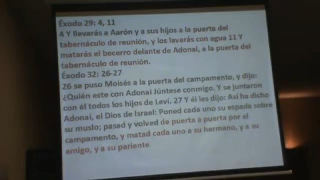 Éxodo 29: 4, 11
4 Y llevarás a Aarón y a sus hijos a la puerta del
tabernáculo de reunión, y los lavarás con agua 11 Y
matarás el becerro delante de Adonai, a la puerta del
tabernáculo de reunión.
Éxodo 32: 26-27
26 se puso Moisés a la puerta del campamento, y dijo:
¿Quién este con Adonai Júntese conmigo. Y se juntaron
con él todos los hijos de Leví. 27 Y él les dijo: Así ha dicho
Adonai, el Dios de Israel: Poned cada uno su espada sobre
su muslo; pasad y volved de puerta a puerta por el
campamento, y matad cada uno a su hermano, y a su
amigo, y a su pariente